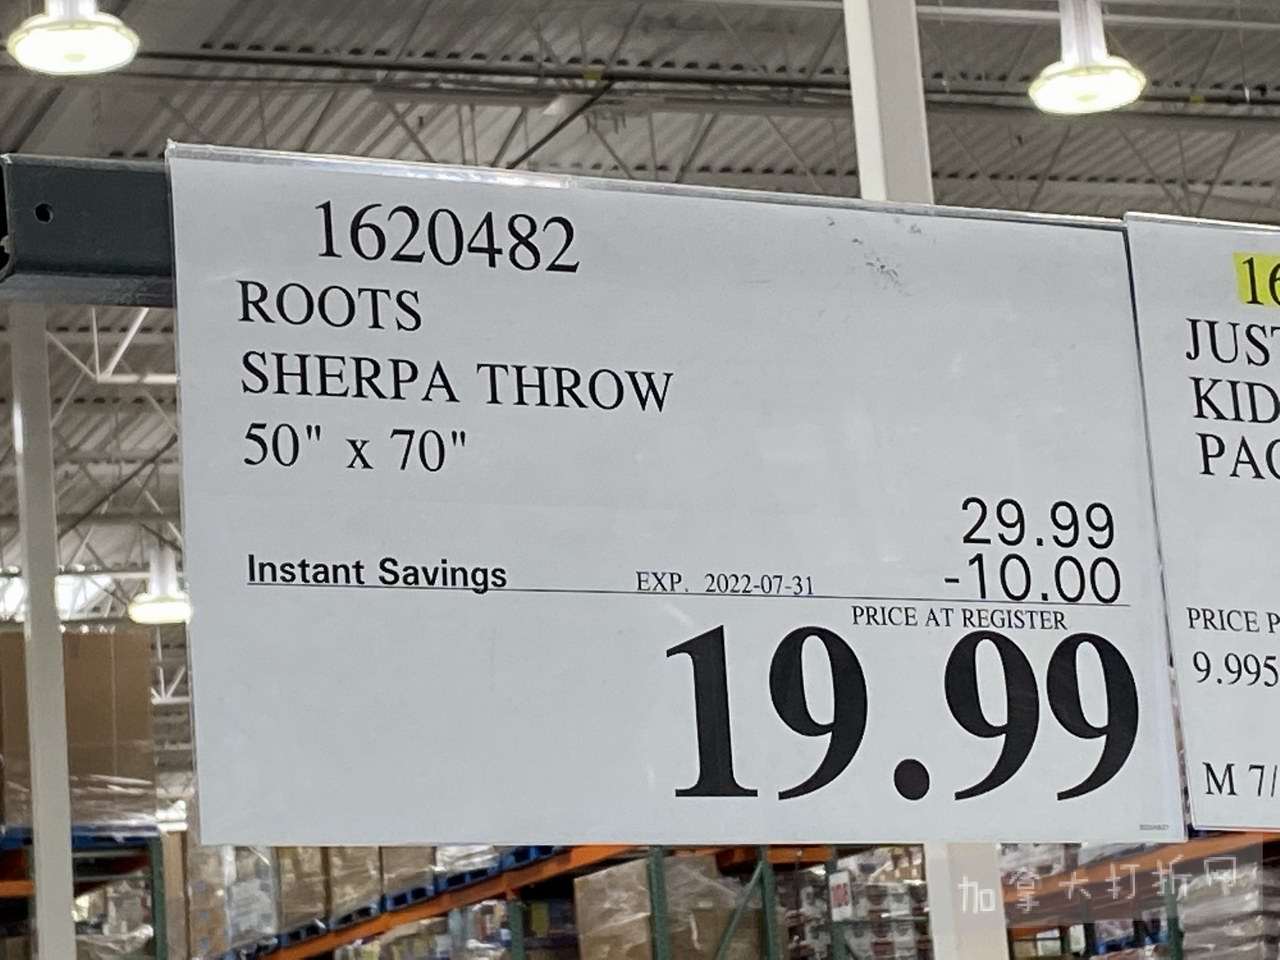 1620482
ROOTS
SHERPA THROW
50" x 70"
29.99
Instant Savings EXP. 2022-07-31 -10.00
PRICE AT REGISTER
19.99
16
JUST
KID
PAC
PRICE P
9.995
M 7/
加拿大打折网